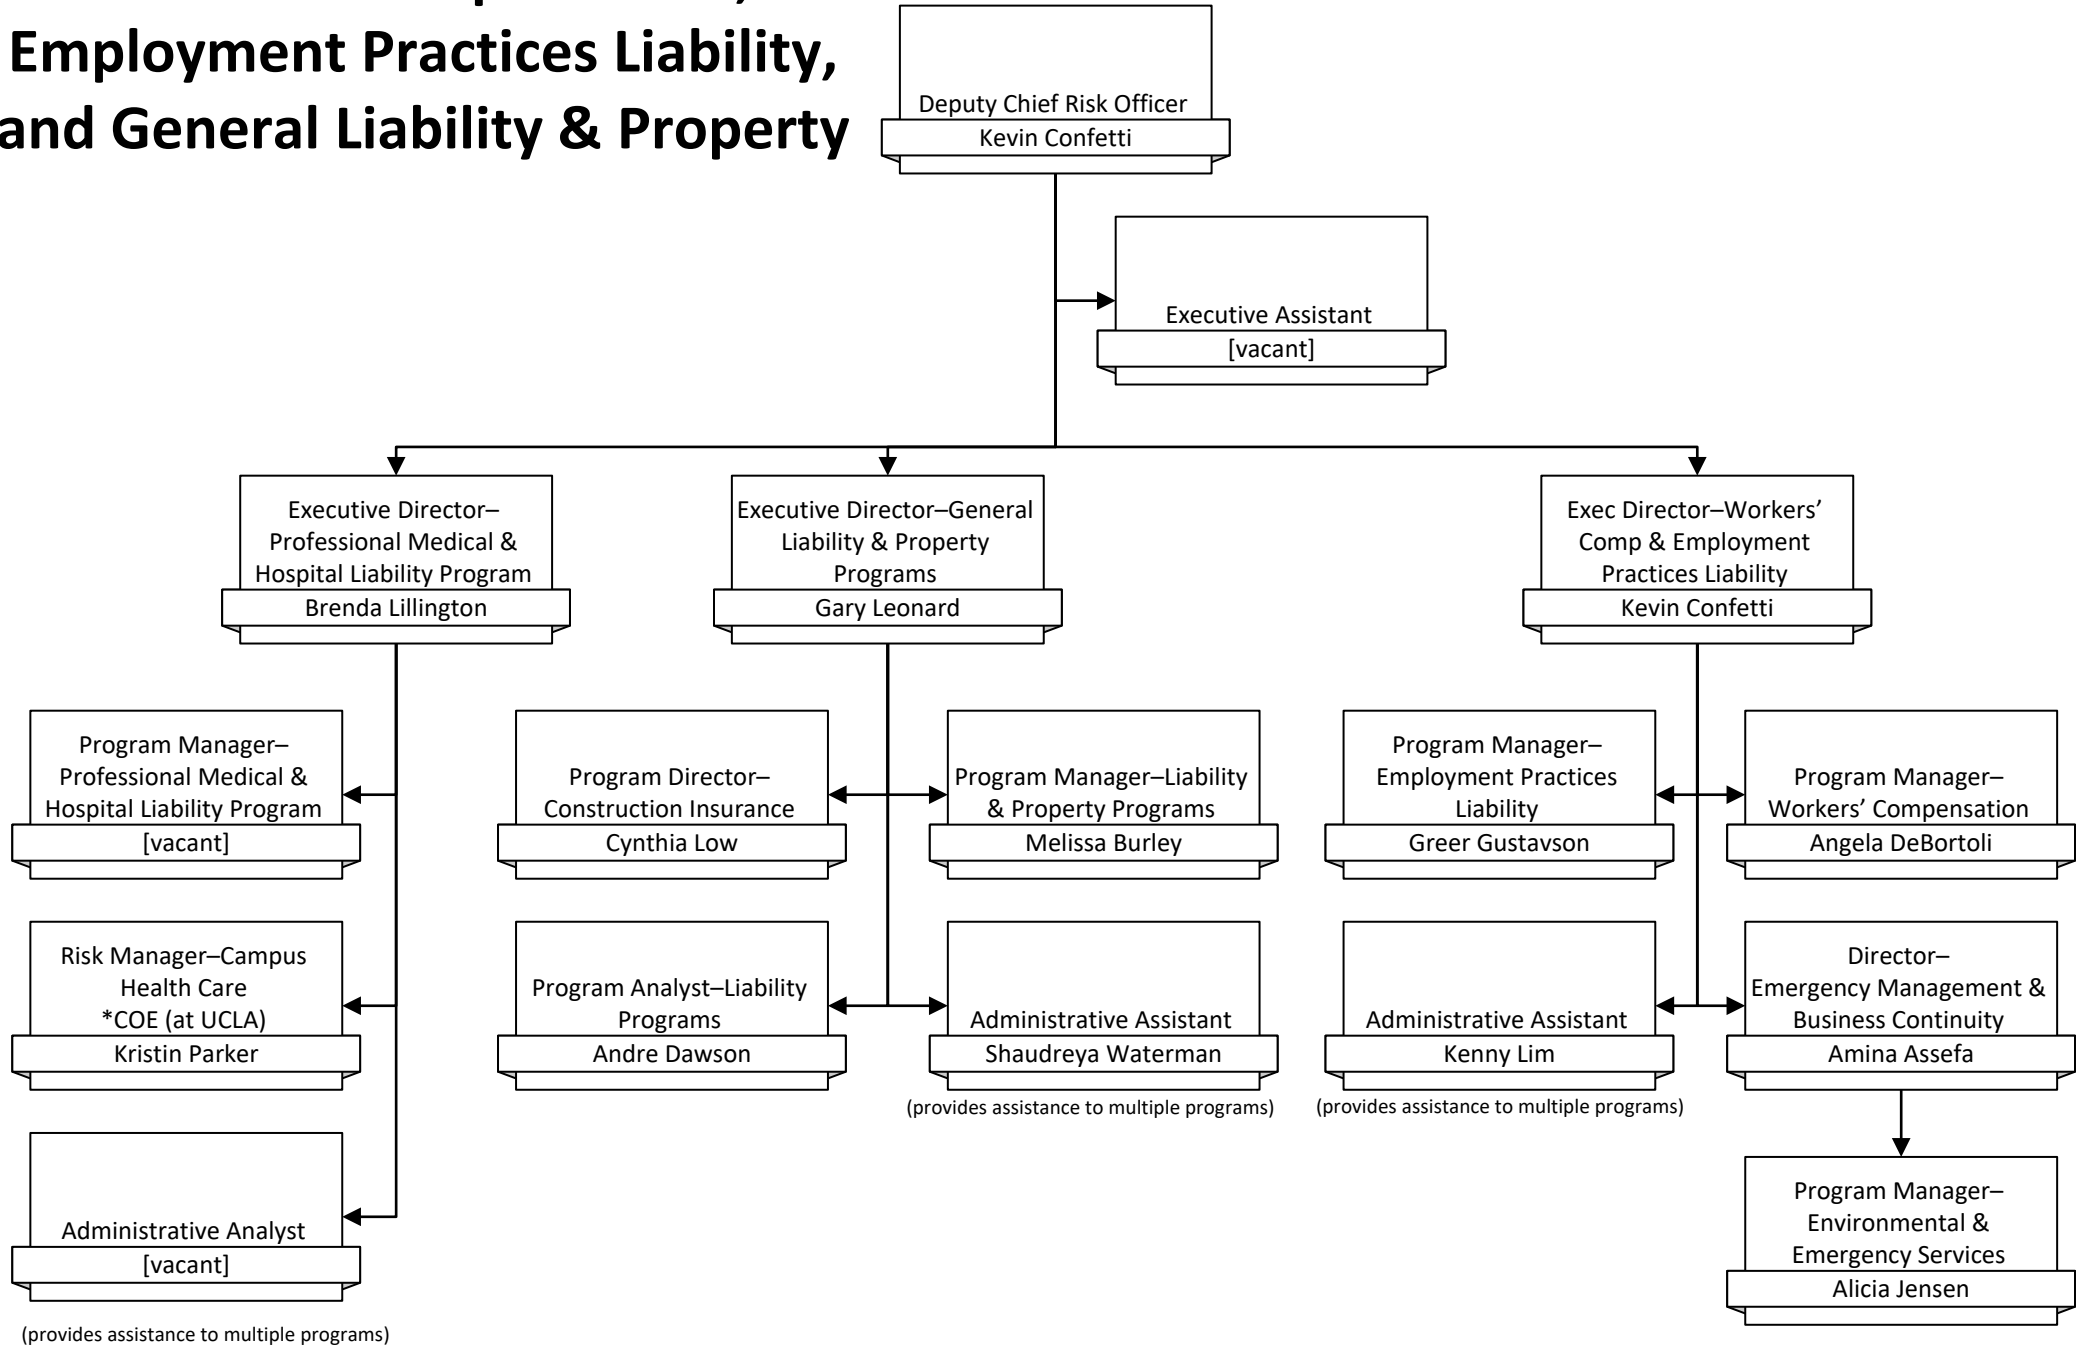 Employment Practices Liability,
and General Liability & Property
Deputy Chief Risk Officer
Kevin Confetti
Executive Assistant
[vacant]
Executive Director–
Professional Medical &
Hospital Liability Program
Brenda Lillington
Executive Director–General
Liability & Property
Programs
Gary Leonard
Exec Director–Workers’
Comp & Employment
Practices Liability
Kevin Confetti
Program Manager–
Professional Medical &
Hospital Liability Program
[vacant]
Program Director–
Construction Insurance
Cynthia Low
Program Manager–Liability
& Property Programs
Melissa Burley
Program Manager–
Employment Practices
Liability
Greer Gustavson
Program Manager–
Workers’ Compensation
Angela DeBortoli
Risk Manager–Campus
Health Care
*COE (at UCLA)
Kristin Parker
Program Analyst–Liability
Programs
Andre Dawson
Administrative Assistant
Shaudreya Waterman
(provides assistance to multiple programs)
Administrative Assistant
Kenny Lim
(provides assistance to multiple programs)
Director–
Emergency Management &
Business Continuity
Amina Assefa
Administrative Analyst
[vacant]
(provides assistance to multiple programs)
Program Manager–
Environmental &
Emergency Services
Alicia Jensen